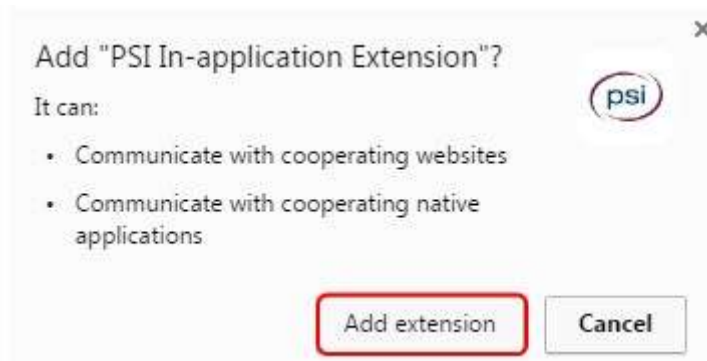 Add "PSI In-application Extension"?
psi
It can:
• Communicate with cooperating websites
• Communicate with cooperating native
applications
Add extension
Cancel